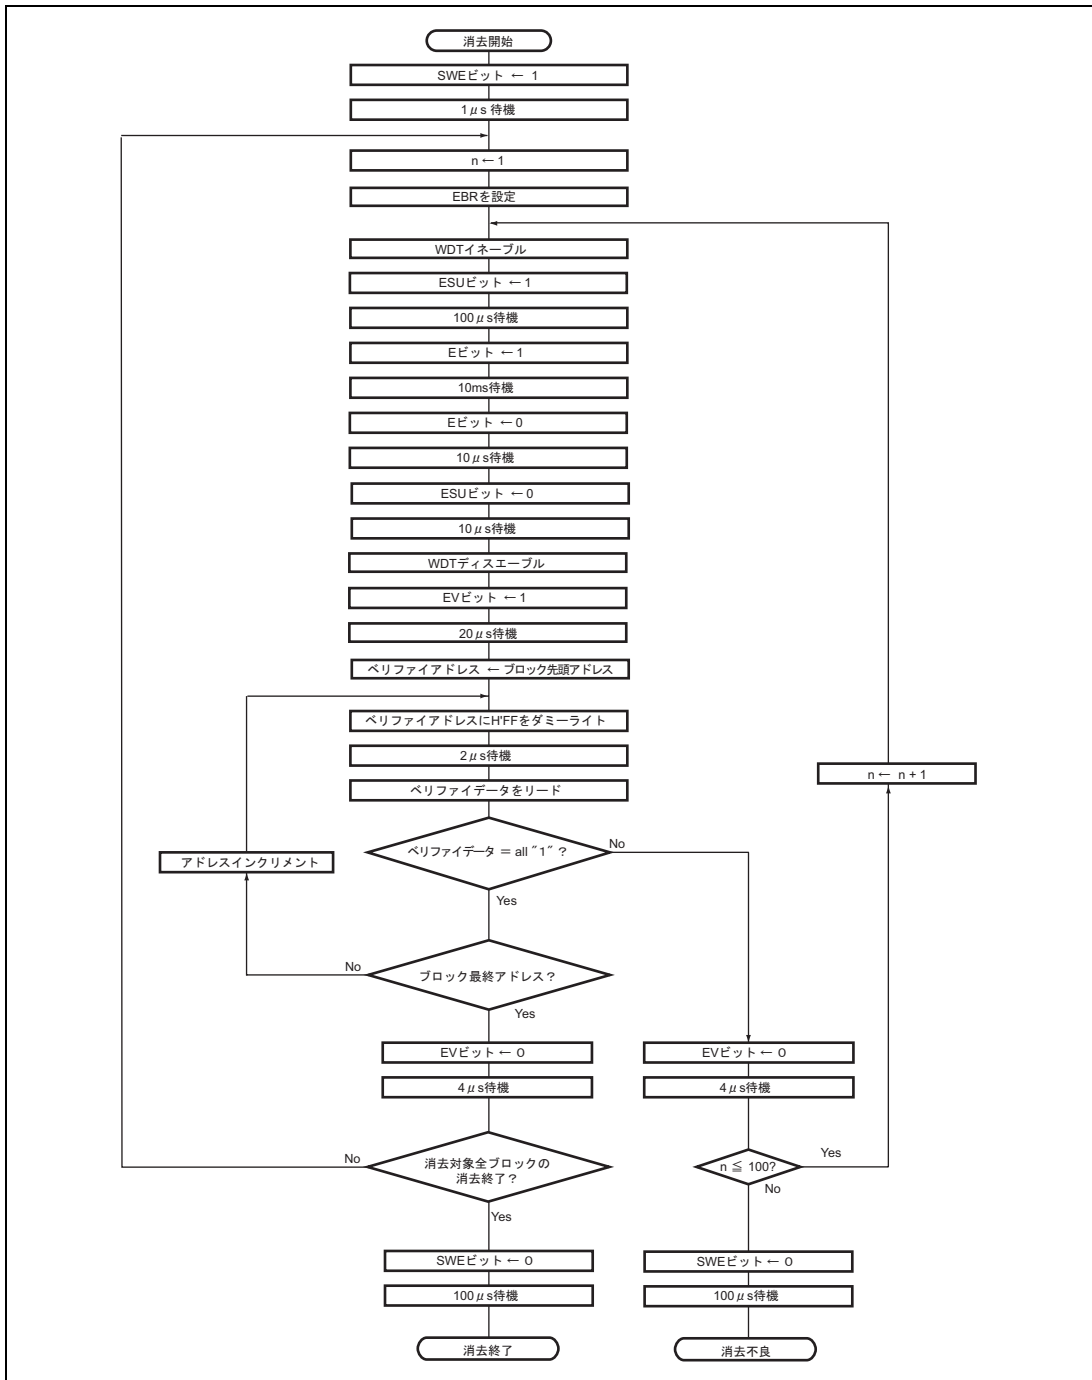 消去開始
SWEビット ← 1
1μs 待機
n ← 1
EBRを設定
WDTイネーブル
ESUビット ← 1
100μs待機
Eビット ← 1
10ms待機
Eビット ← 0
10μs待機
ESUビット ← 0
10μs待機
WDTディスエーブル
EVビット ← 1
20μs待機
ベリファイアドレス ← ブロック先頭アドレス
ベリファイアドレスにH'FFをダミーライト
2μs待機
n ← n + 1
ベリファイデータをリード
ベリファイデータ = all "1" ?
No
アドレスインクリメント
Yes
No
ブロック最終アドレス?
Yes
EVビット ← 0
EVビット ← 0
4μs待機
4μs待機
No
消去対象全ブロックの
消去終了?
n ≦ 100?
Yes
No
Yes
SWEビット ← 0
SWEビット ← 0
100μs待機
100μs待機
消去終了
消去不良